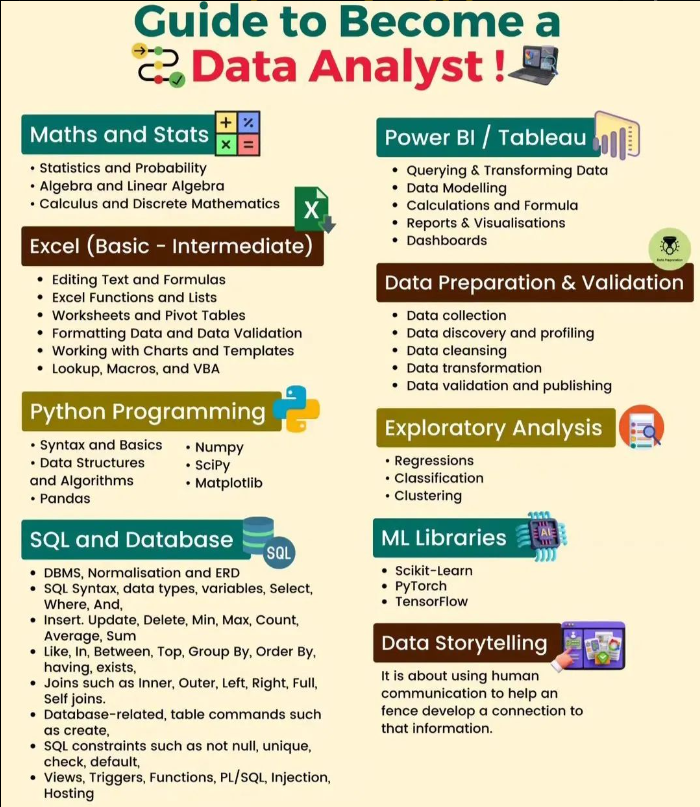 Guide to Become a
Data Analyst !
Maths and Stats
• Statistics and Probability
• Algebra and Linear Algebra
• Calculus and Discrete Mathematics
X
Excel (Basic - Intermediate)
• Editing Text and Formulas
• Excel Functions and Lists
• Worksheets and Pivot Tables
• Formatting Data and Data Validation
• Working with Charts and Templates
• Lookup, Macros, and VBA
Python Programming
• Syntax and Basics
• Data Structures
and Algorithms
• Pandas
• Numpy
• SciPy
• Matplotlib
SQL and Database
SQL
• DBMS, Normalisation and ERD
• SQL Syntax, data types, variables, Select,
Where, And,
• Insert. Update, Delete, Min, Max, Count,
Average, Sum
• Like, In, Between, Top, Group By, Order By,
having, exists,
• Joins such as Inner, Outer, Left, Right, Full,
Self joins.
• Database-related, table commands such
as create,
• SQL constraints such as not null, unique,
check, default,
• Views, Triggers, Functions, PL/SQL, Injection,
Hosting
Power BI / Tableau
• Querying & Transforming Data
• Data Modelling
• Calculations and Formula
• Reports & Visualisations
• Dashboards
Data Preparation
Data Preparation & Validation
• Data collection
• Data discovery and profiling
• Data cleansing
• Data transformation
• Data validation and publishing
Exploratory Analysis
• Regressions
• Classification
• Clustering
ML Libraries
AI
• Scikit-Learn
• PyTorch
• TensorFlow
Data Storytelling
It is about using human
communication to help an
fence develop a connection to
that information.